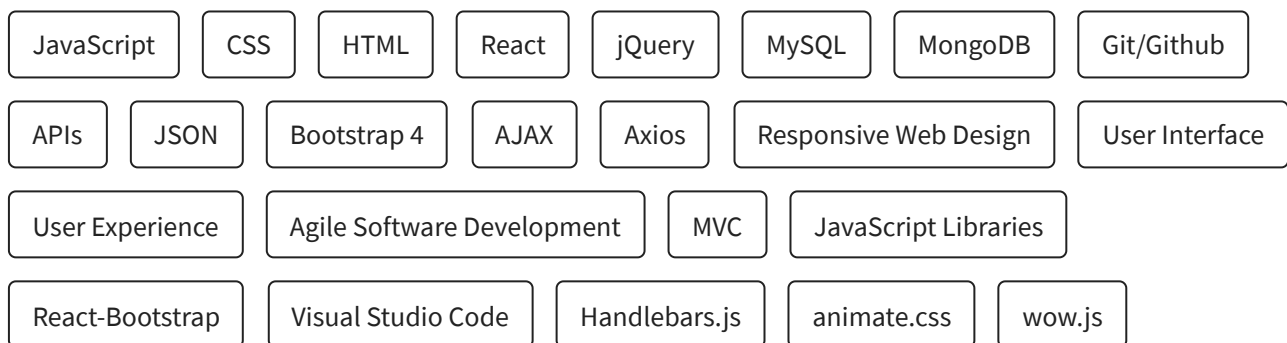 JavaScript CSS HTML React jQuery MySQL MongoDB Git/Github
APIs JSON Bootstrap 4 AJAX Axios Responsive Web Design User Interface
User Experience Agile Software Development MVC JavaScript Libraries
React-Bootstrap Visual Studio Code Handlebars.js animate.css wow.js